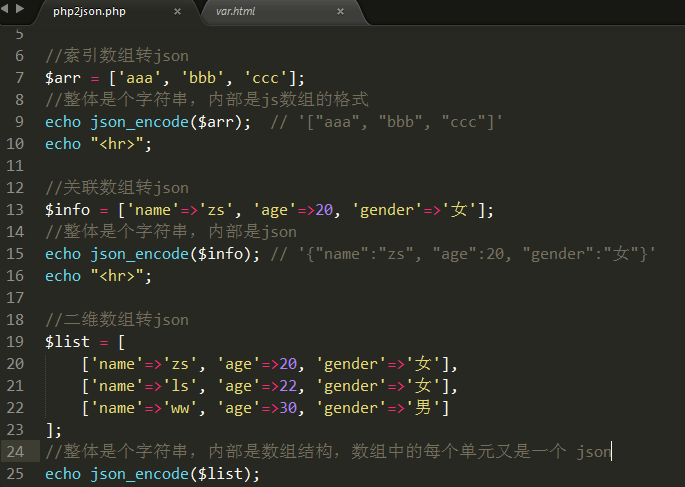 php2json.php × var.html ×
5
6 //索引数组转json
7 $arr = ['aaa', 'bbb', 'ccc'];
8 //整体是个字符串，内部是js数组的格式
9 echo json_encode($arr);  // '["aaa", "bbb", "ccc"]'
10 echo "<hr>";
11
12 //关联数组转json
13 $info = ['name'=>'zs', 'age'=>20, 'gender'=>'女'];
14 //整体是个字符串，内部是json
15 echo json_encode($info); // '{"name":"zs", "age":20, "gender":"女"}'
16 echo "<hr>";
17
18 //二维数组转json
19 $list = [
20     ['name'=>'zs', 'age'=>20, 'gender'=>'女'],
21     ['name'=>'ls', 'age'=>22, 'gender'=>'女'],
22     ['name'=>'ww', 'age'=>30, 'gender'=>'男']
23 ];
24 //整体是个字符串，内部是数组结构，数组中的每个单元又是一个 json
25 echo json_encode($list);